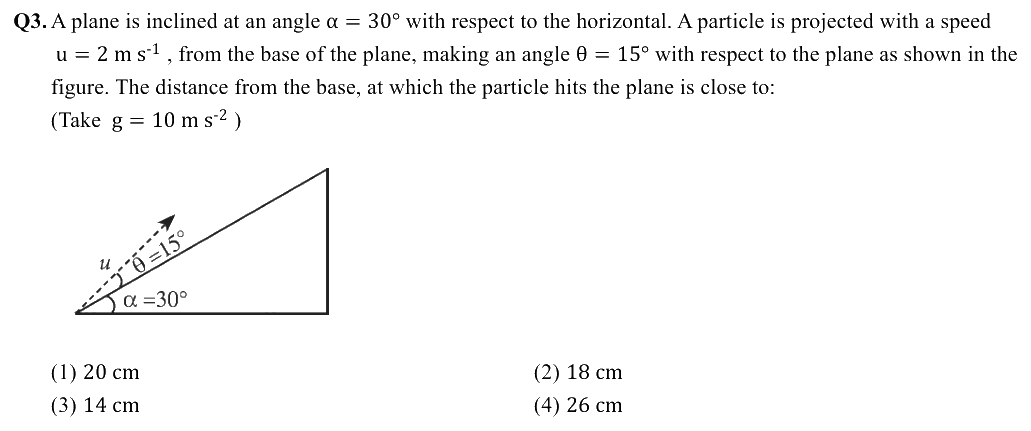 Q3. A plane is inclined at an angle α = 30° with respect to the horizontal. A particle is projected with a speed
u = 2 m s⁻¹ , from the base of the plane, making an angle θ = 15° with respect to the plane as shown in the
figure. The distance from the base, at which the particle hits the plane is close to:
(Take g = 10 m s⁻² )
u
θ =15°
α =30°
(1) 20 cm
(2) 18 cm
(3) 14 cm
(4) 26 cm